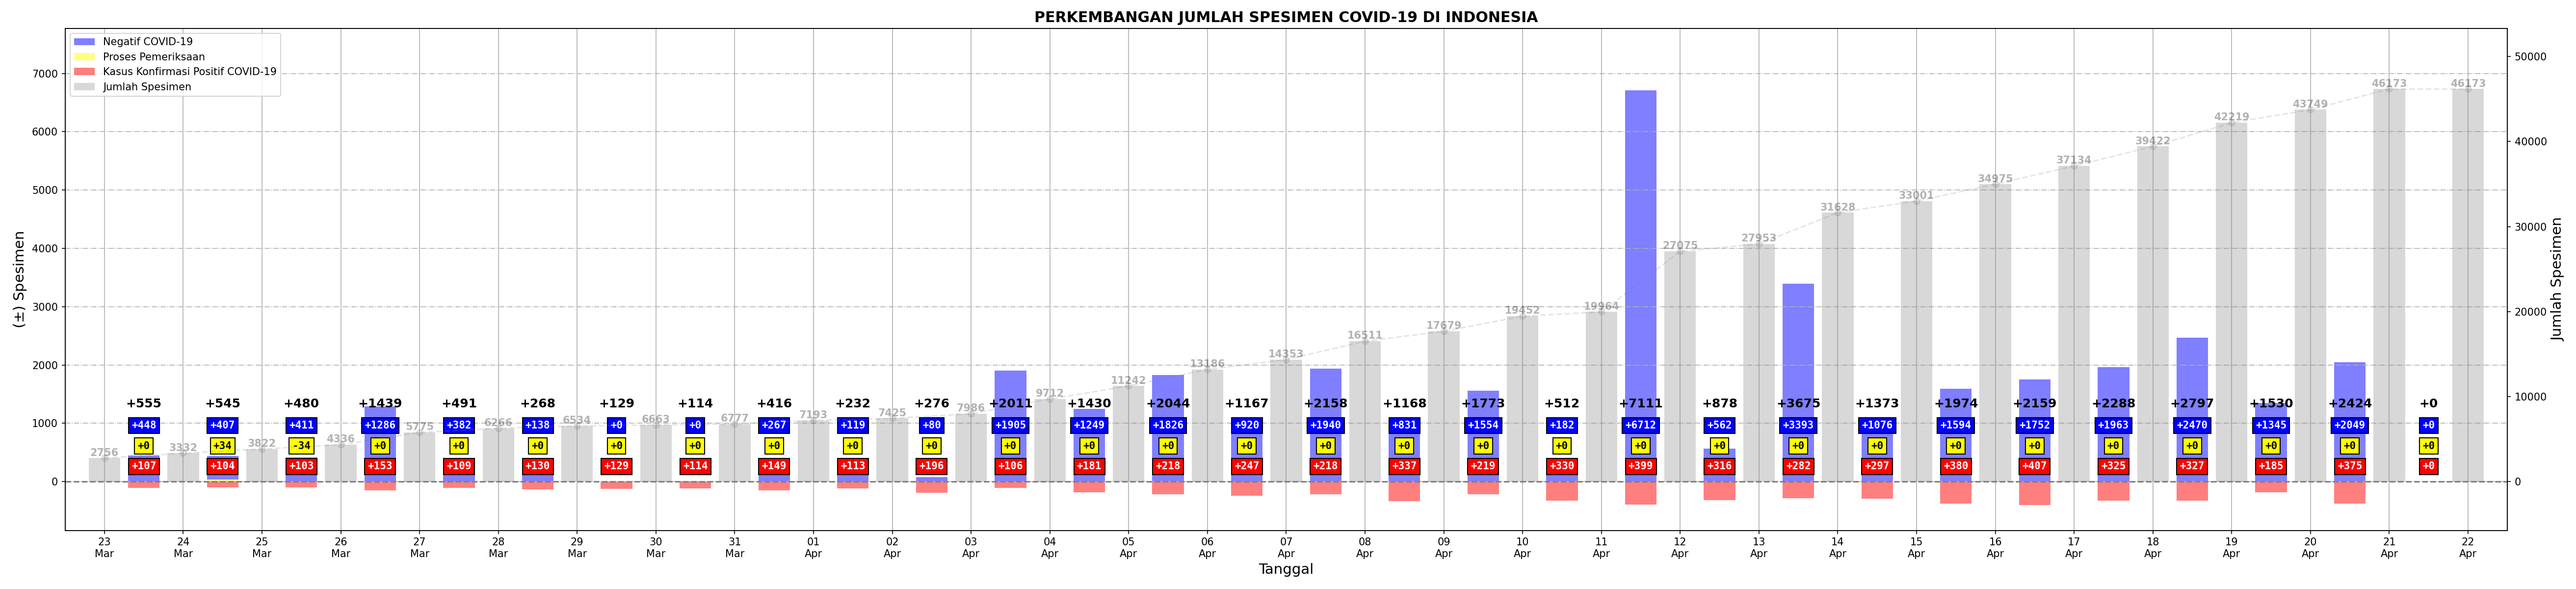 PERKEMBANGAN JUMLAH SPESIMEN COVID-19 DI INDONESIA
Negatif COVID-19
Proses Pemeriksaan
Kasus Konfirmasi Positif COVID-19
Jumlah Spesimen
(±) Spesimen
7000
6000
5000
4000
3000
2000
1000
0
Jumlah Spesimen
50000
40000
30000
20000
10000
0
2756 3332 3822 4336 5775 6266 6534 6663 6777 7193 7425 7986 9712 11242 13186 14353 16511 17679 19452 19964 27075 27953 31628 33001 34975 37134 39422 42219 43749 46173 46173
+555 +545 +480 +1439 +491 +268 +129 +114 +416 +232 +276 +2011 +1430 +2044 +1167 +2158 +1168 +1773 +512 +7111 +878 +3675 +1373 +1974 +2159 +2288 +2797 +1530 +2424 +0
+448 +407 +411 +1286 +382 +138 +0 +0 +267 +119 +80 +1905 +1249 +1826 +920 +1940 +831 +1554 +182 +6712 +562 +3393 +1076 +1594 +1752 +1963 +2470 +1345 +2049 +0
+0 +34 -34 +0 +0 +0 +0 +0 +0 +0 +0 +0 +0 +0 +0 +0 +0 +0 +0 +0 +0 +0 +0 +0 +0 +0 +0 +0 +0 +0
+107 +104 +103 +153 +109 +130 +129 +114 +149 +113 +196 +106 +181 +218 +247 +218 +337 +219 +330 +399 +316 +282 +297 +380 +407 +325 +327 +185 +375 +0
23 24 25 26 27 28 29 30 31 01 02 03 04 05 06 07 08 09 10 11 12 13 14 15 16 17 18 19 20 21 22
Mar Mar Mar Mar Mar Mar Mar Mar Mar Apr Apr Apr Apr Apr Apr Apr Apr Apr Apr Apr Apr Apr Apr Apr Apr Apr Apr Apr Apr Apr Apr
Tanggal